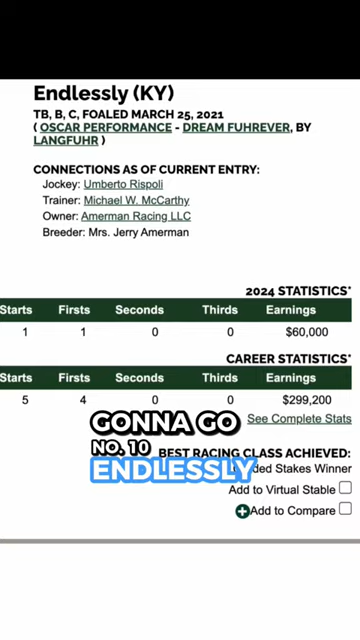 Endlessly (KY)
TB, B, C, FOALED MARCH 25, 2021
( OSCAR PERFORMANCE - DREAM FUHREVER, BY
LANGFUHR )
CONNECTIONS AS OF CURRENT ENTRY:
Jockey: Umberto Rispoli
Trainer: Michael W. McCarthy
Owner: Amerman Racing LLC
Breeder: Mrs. Jerry Amerman
2024 STATISTICS*
Starts Firsts Seconds Thirds Earnings
1 1 0 0 $60,000
CAREER STATISTICS*
Starts Firsts Seconds Thirds Earnings
5 4 0 0 $299,200
See Complete Stats
GONNA GO
NO. 10
ENDLESSLY
BEST RACING CLASS ACHIEVED:
Stakes Winner
Add to Virtual Stable
Add to Compare